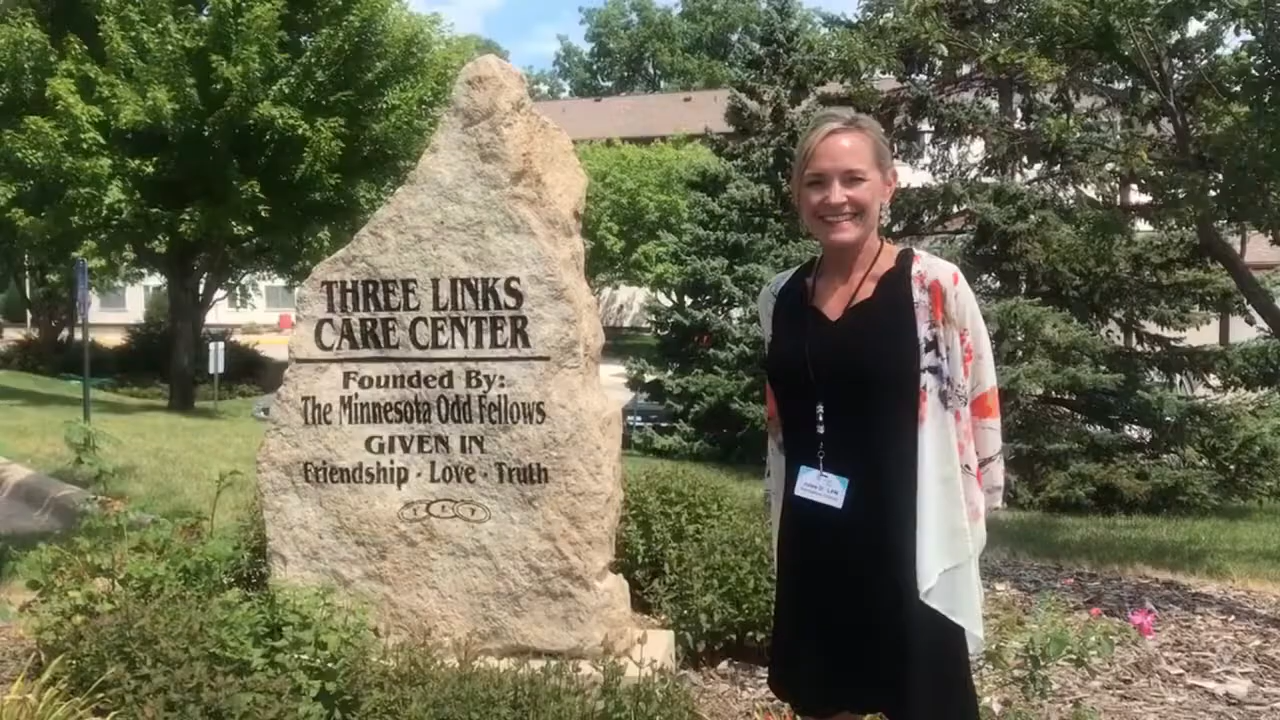 THREE LINKS
CARE CENTER
Founded By:
The Minnesota Odd Fellows
GIVEN IN
Friendship - Love - Truth
F L T